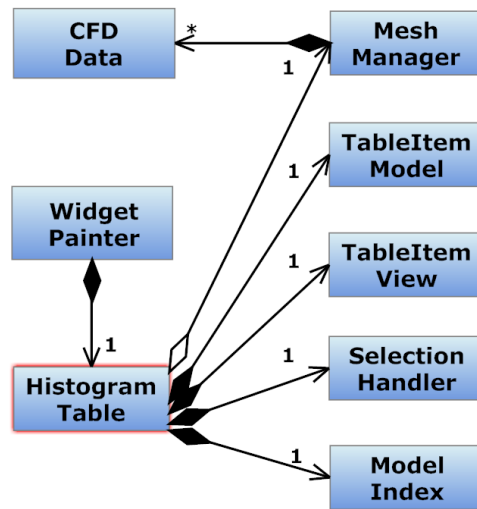 CFD
Data
*
1
Mesh
Manager
TableItem
Model
1
Widget
Painter
1
TableItem
View
1
1
Histogram
Table
1
Selection
Handler
1
Model
Index